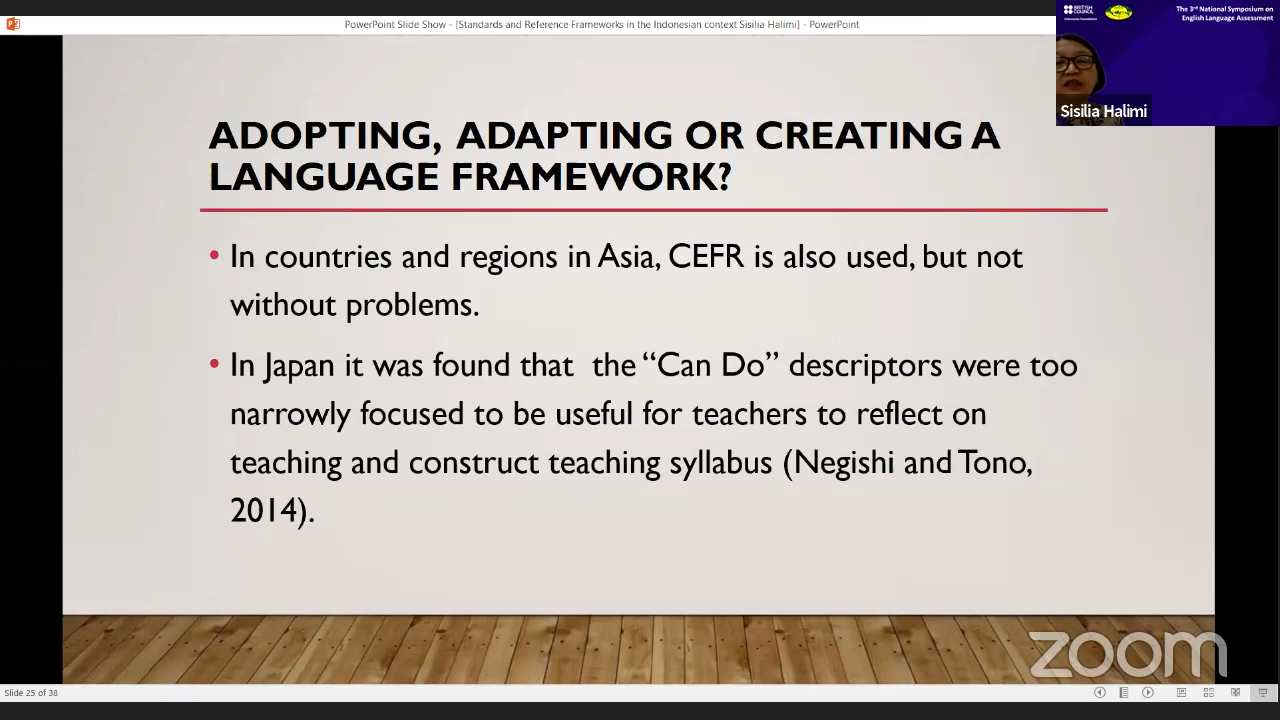 PowerPoint Slide Show - [Standards and Reference Frameworks in the Indonesian context Sisilia Halimi] - PowerPoint
BRITISH
COUNCIL
The 3rd National Symposium on
English Language Assessment
Sisilia Halimi
ADOPTING, ADAPTING OR CREATING A
LANGUAGE FRAMEWORK?
• In countries and regions in Asia, CEFR is also used, but not
without problems.
• In Japan it was found that the “Can Do” descriptors were too
narrowly focused to be useful for teachers to reflect on
teaching and construct teaching syllabus (Negishi and Tono,
2014).
zoom
Slide 25 of 38